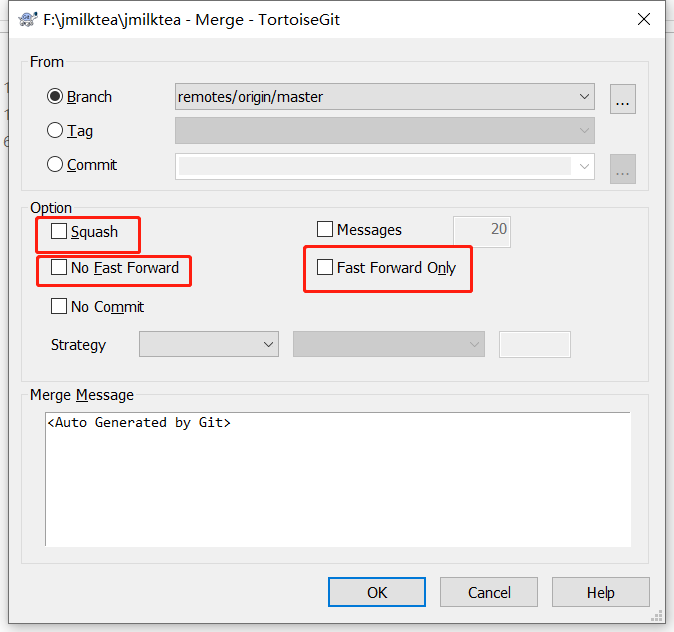 F:\jmilktea\jmilktea - Merge - TortoiseGit
From
Branch
remotes/origin/master
...
Tag
Commit
...
Option
Squash
Messages
20
No Fast Forward
Fast Forward Only
No Commit
Strategy
Merge Message
<Auto Generated by Git>
OK
Cancel
Help